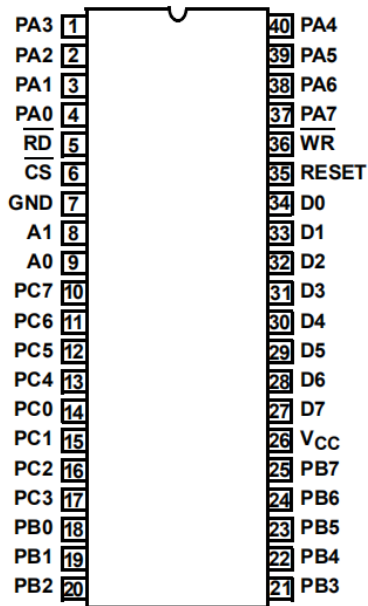 PA3 1 40 PA4
PA2 2 39 PA5
PA1 3 38 PA6
PA0 4 37 PA7
RD 5 36 WR
CS 6 35 RESET
GND 7 34 D0
A1 8 33 D1
A0 9 32 D2
PC7 10 31 D3
PC6 11 30 D4
PC5 12 29 D5
PC4 13 28 D6
PC0 14 27 D7
PC1 15 26 VCC
PC2 16 25 PB7
PC3 17 24 PB6
PB0 18 23 PB5
PB1 19 22 PB4
PB2 20 21 PB3